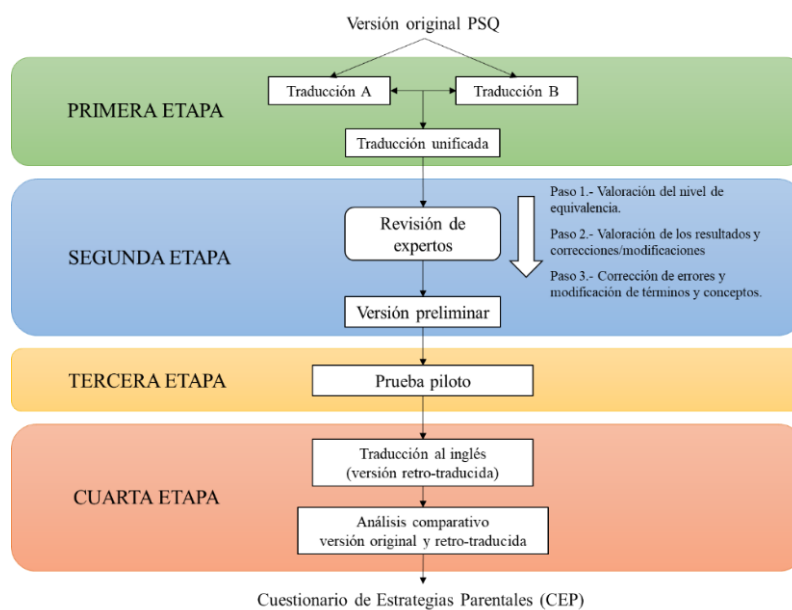 Versión original PSQ
PRIMERA ETAPA
Traducción A
Traducción B
Traducción unificada
SEGUNDA ETAPA
Revisión de
expertos
Paso 1.- Valoración del nivel de
equivalencia.
Paso 2.- Valoración de los resultados y
correcciones/modificaciones
Paso 3.- Corrección de errores y
modificación de términos y conceptos.
Versión preliminar
TERCERA ETAPA
Prueba piloto
CUARTA ETAPA
Traducción al inglés
(versión retro-traducida)
Análisis comparativo
versión original y retro-traducida
Cuestionario de Estrategias Parentales (CEP)